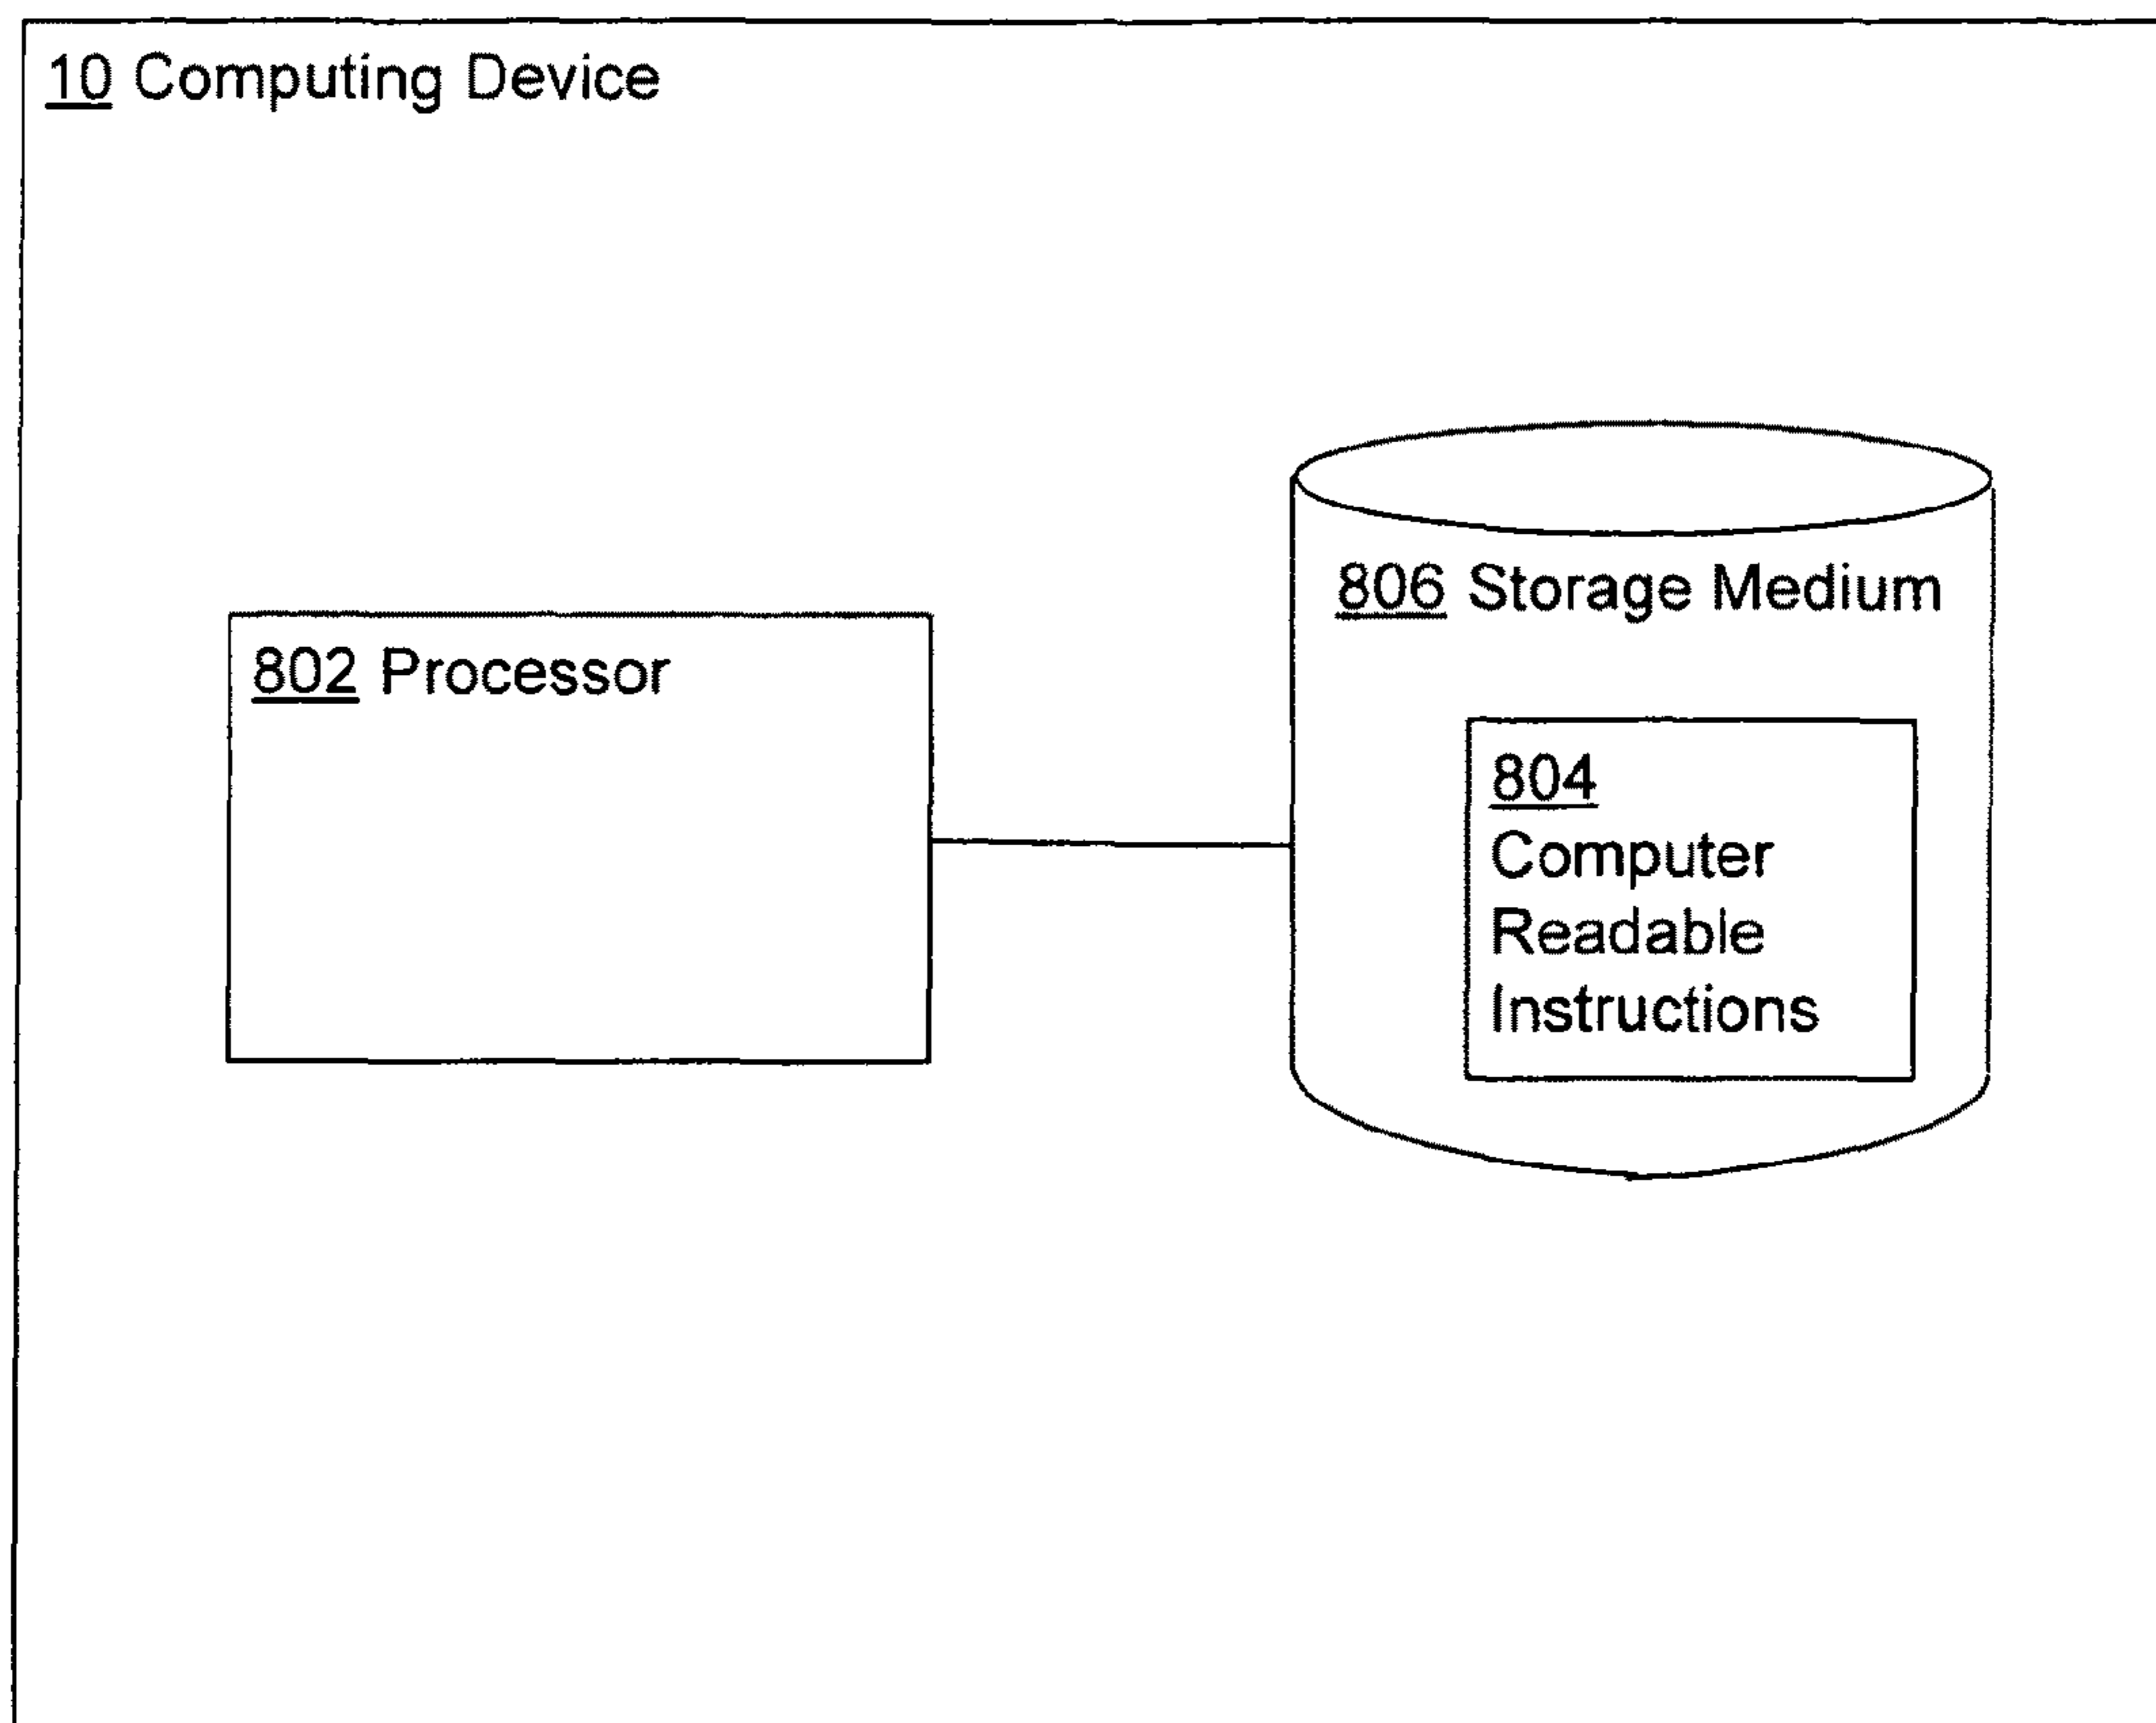 10 Computing Device
806 Storage Medium
802 Processor
804
Computer
Readable
Instructions